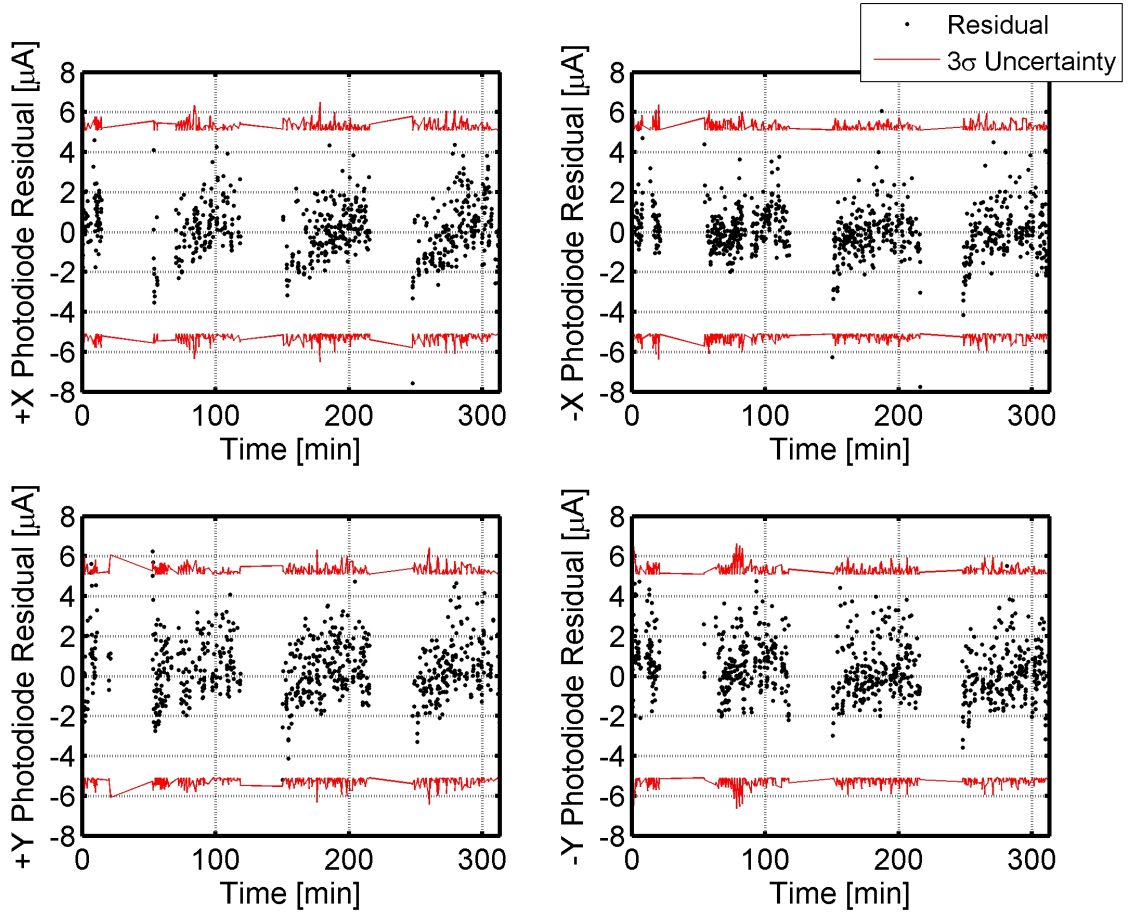 Residual
3σ Uncertainty
+X Photodiode Residual [μA]
8
6
4
2
0
-2
-4
-6
-8
0 100 200 300
Time [min]
-X Photodiode Residual [μA]
8
6
4
2
0
-2
-4
-6
-8
0 100 200 300
Time [min]
+Y Photodiode Residual [μA]
8
6
4
2
0
-2
-4
-6
-8
0 100 200 300
Time [min]
-Y Photodiode Residual [μA]
8
6
4
2
0
-2
-4
-6
-8
0 100 200 300
Time [min]